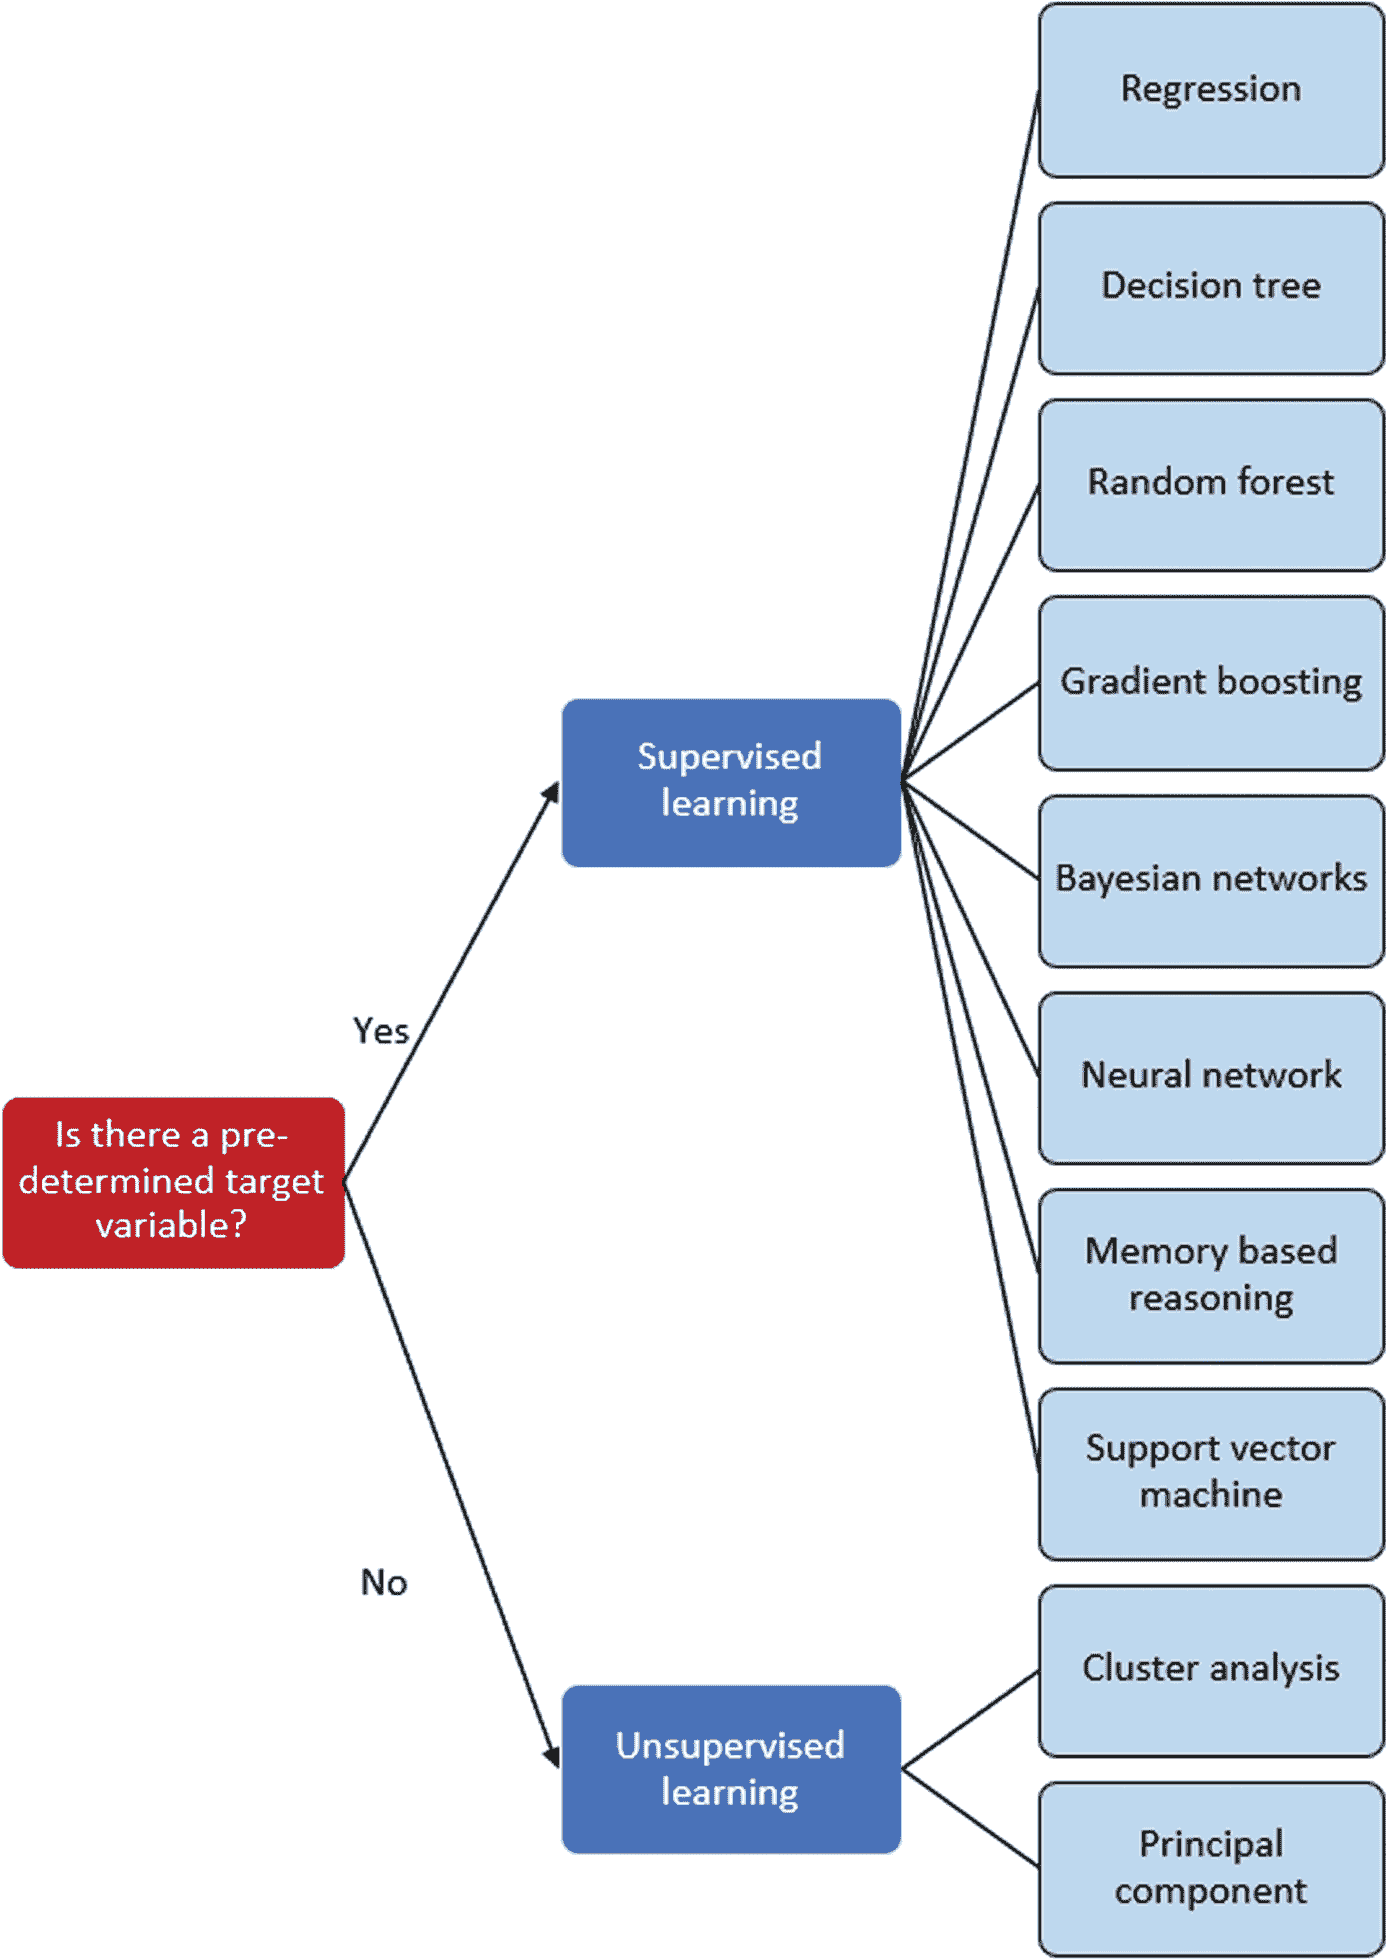 Regression
Decision tree
Random forest
Gradient boosting
Supervised
learning
Bayesian networks
Yes
Neural network
Is there a pre-
determined target
variable?
Memory based
reasoning
Support vector
machine
No
Cluster analysis
Unsupervised
learning
Principal
component